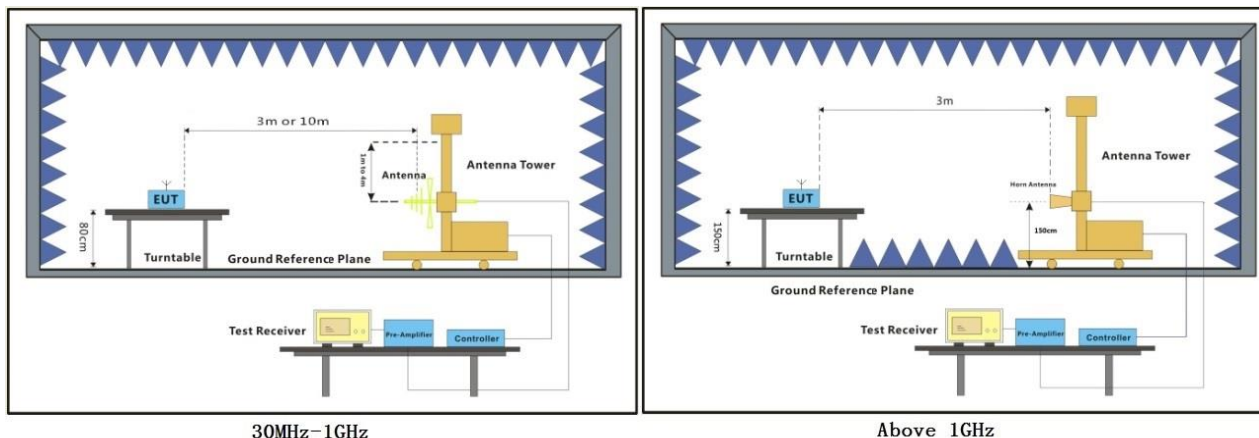 3m or 10m
1m to 4m
Antenna
Antenna Tower
EUT
80cm
Turntable
Ground Reference Plane
Test Receiver
Pre-Amplifier
Controller
30MHz-1GHz
3m
Antenna Tower
Horn Antenna
EUT
150cm
150cm
Turntable
Ground Reference Plane
Test Receiver
Pre-Amplifier
Controller
Above 1GHz